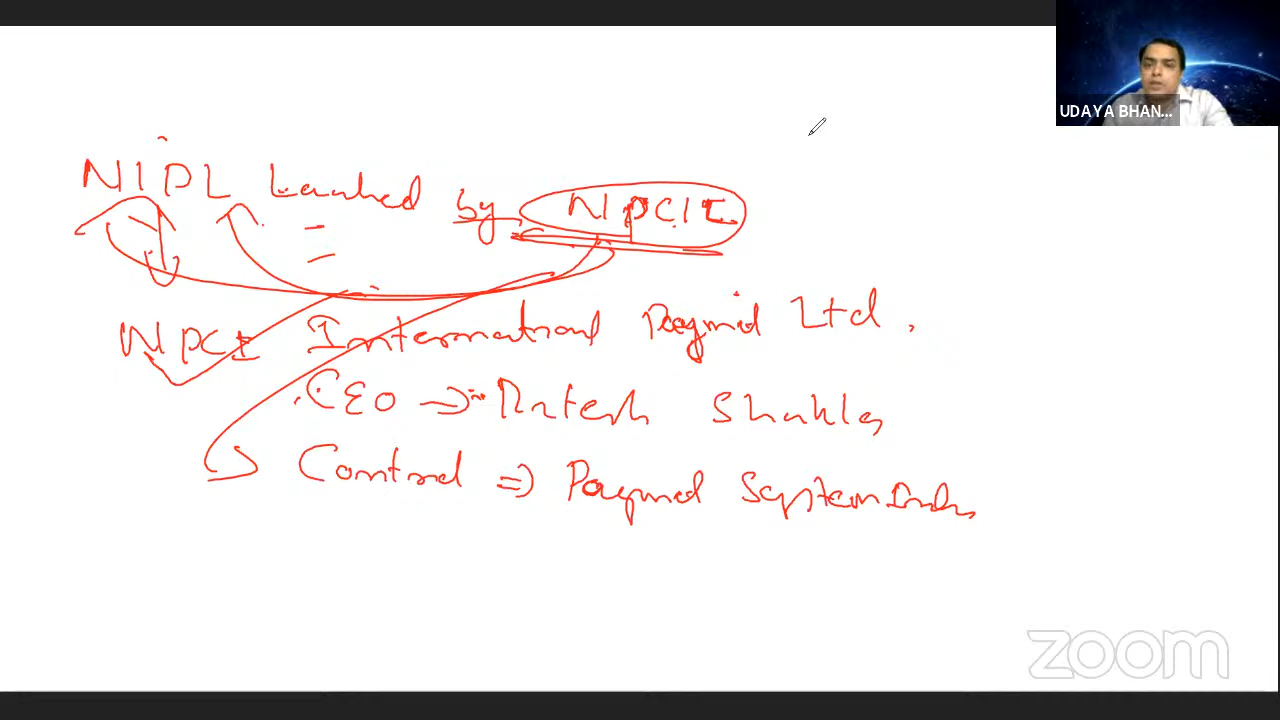 UDAYA BHAN...
NIPL Launched by NPCI
NPCI International Payment Ltd.
CEO → Ritesh Shukla
Control ⇒ Payment System India
zoom